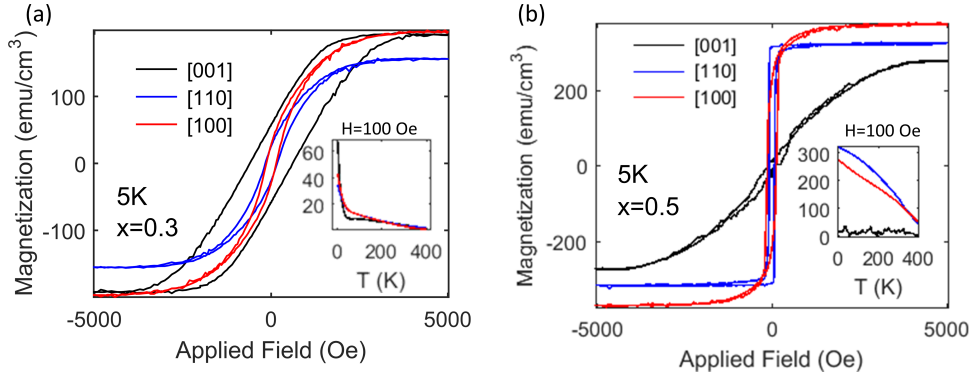 (a)
Magnetization (emu/cm³)
100
0
-100
[001]
[110]
[100]
5K
x=0.3
H=100 Oe
60
40
20
0
200
400
T (K)
-5000
0
5000
Applied Field (Oe)
(b)
Magnetization (emu/cm³)
200
0
-200
[001]
[110]
[100]
5K
x=0.5
H=100 Oe
300
200
100
0
0
200
400
T (K)
-5000
0
5000
Applied Field (Oe)